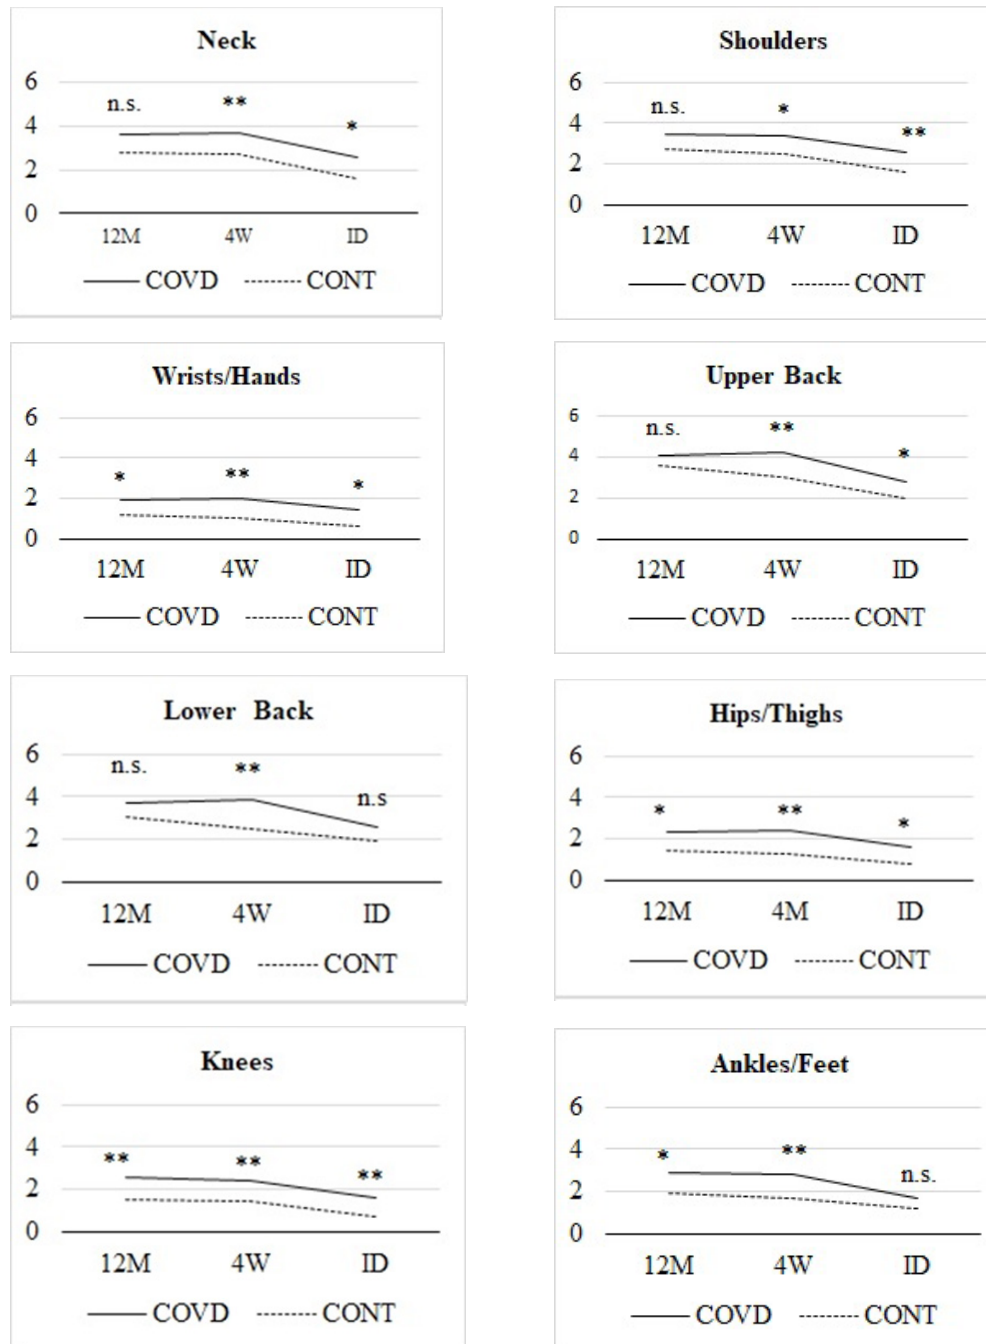 Neck
6
n.s. ** *
4
2
0
12M 4W ID
COVD CONT
Shoulders
6
n.s. * **
4
2
0
12M 4W ID
COVD CONT
Wrists/Hands
6
4
* ** *
2
0
12M 4W ID
COVD CONT
Upper Back
6
n.s. ** *
4
2
0
12M 4W ID
COVD CONT
Lower Back
6
n.s. ** n.s
4
2
0
12M 4W ID
COVD CONT
Hips/Thighs
6
4
* ** *
2
0
12M 4M ID
COVD CONT
Knees
6
4
** ** **
2
0
12M 4W ID
COVD CONT
Ankles/Feet
6
4
* ** n.s.
2
0
12M 4W ID
COVD CONT